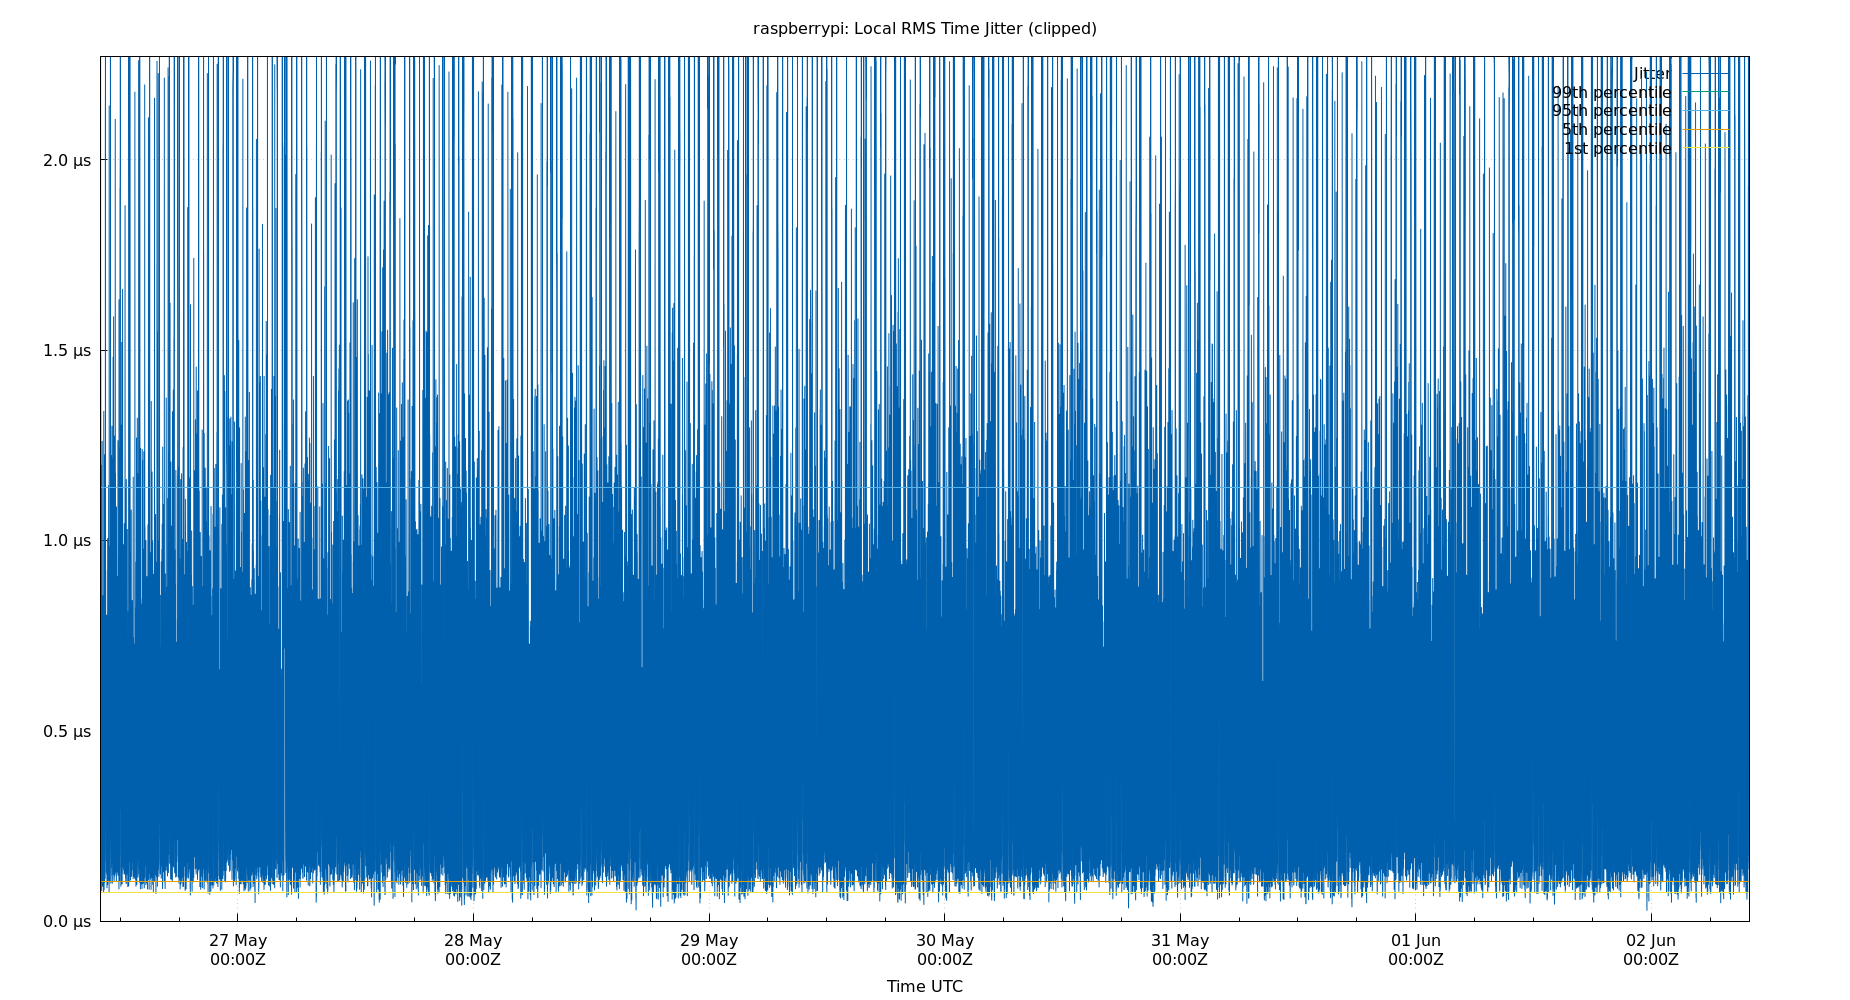 raspberrypi: Local RMS Time Jitter (clipped)
Jitter
99th percentile
95th percentile
5th percentile
1st percentile
2.0 µs
1.5 µs
1.0 µs
0.5 µs
0.0 µs
27 May 28 May 29 May 30 May 31 May 01 Jun 02 Jun
00:00Z 00:00Z 00:00Z 00:00Z 00:00Z 00:00Z 00:00Z
Time UTC